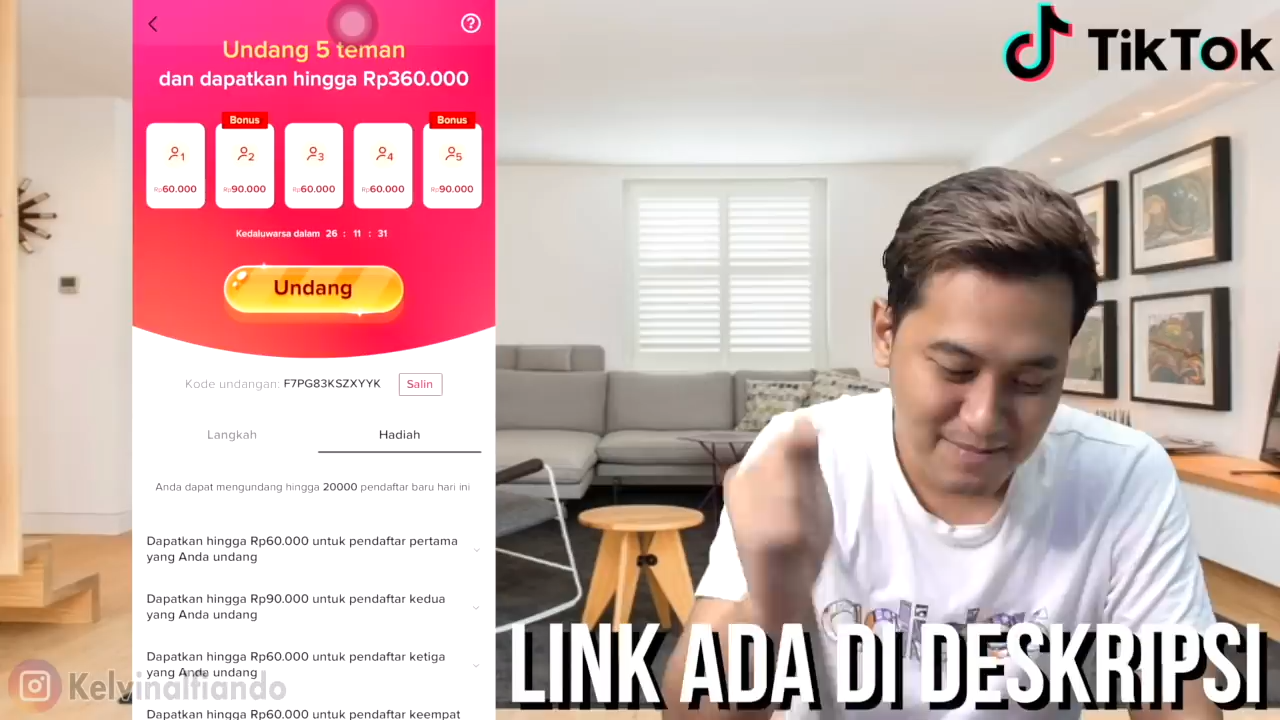 Undang 5 teman
dan dapatkan hingga Rp360.000
Bonus
Bonus
1
2
3
4
5
Rp60.000
Rp90.000
Rp60.000
Rp60.000
Rp90.000
Kedaluwarsa dalam 26 : 11 : 31
Undang
Kode undangan: F7PG83KSZXYYK
Salin
Langkah
Hadiah
Anda dapat mengundang hingga 20000 pendaftar baru hari ini
Dapatkan hingga Rp60.000 untuk pendaftar pertama
yang Anda undang
Dapatkan hingga Rp90.000 untuk pendaftar kedua
yang Anda undang
Dapatkan hingga Rp60.000 untuk pendaftar ketiga
yang Anda undang
Dapatkan hingga Rp60.000 untuk pendaftar keempat
Kelvinalfiando
TikTok
LINK ADA DI DESKRIPSI